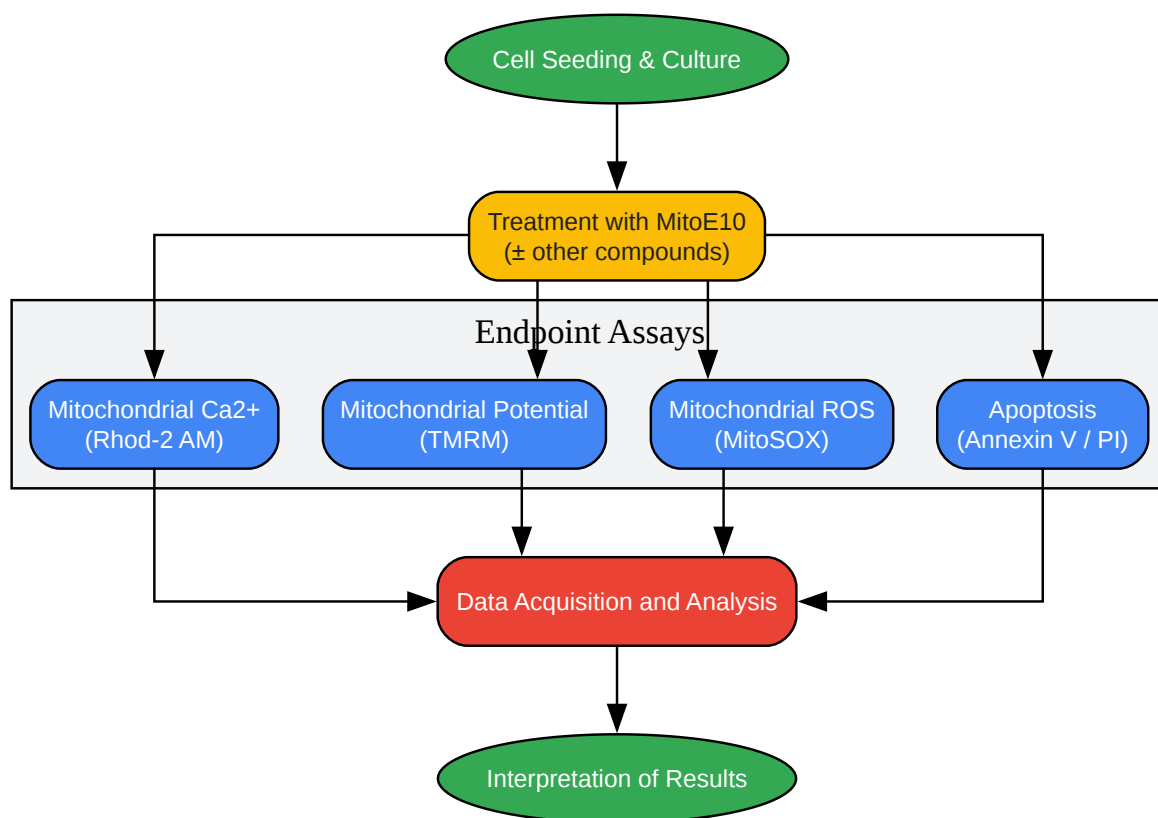 Cell Seeding & Culture
Treatment with MitoE10
(± other compounds)
Endpoint Assays
Mitochondrial Ca2+
(Rhod-2 AM)
Mitochondrial Potential
(TMRM)
Mitochondrial ROS
(MitoSOX)
Apoptosis
(Annexin V / PI)
Data Acquisition and Analysis
Interpretation of Results